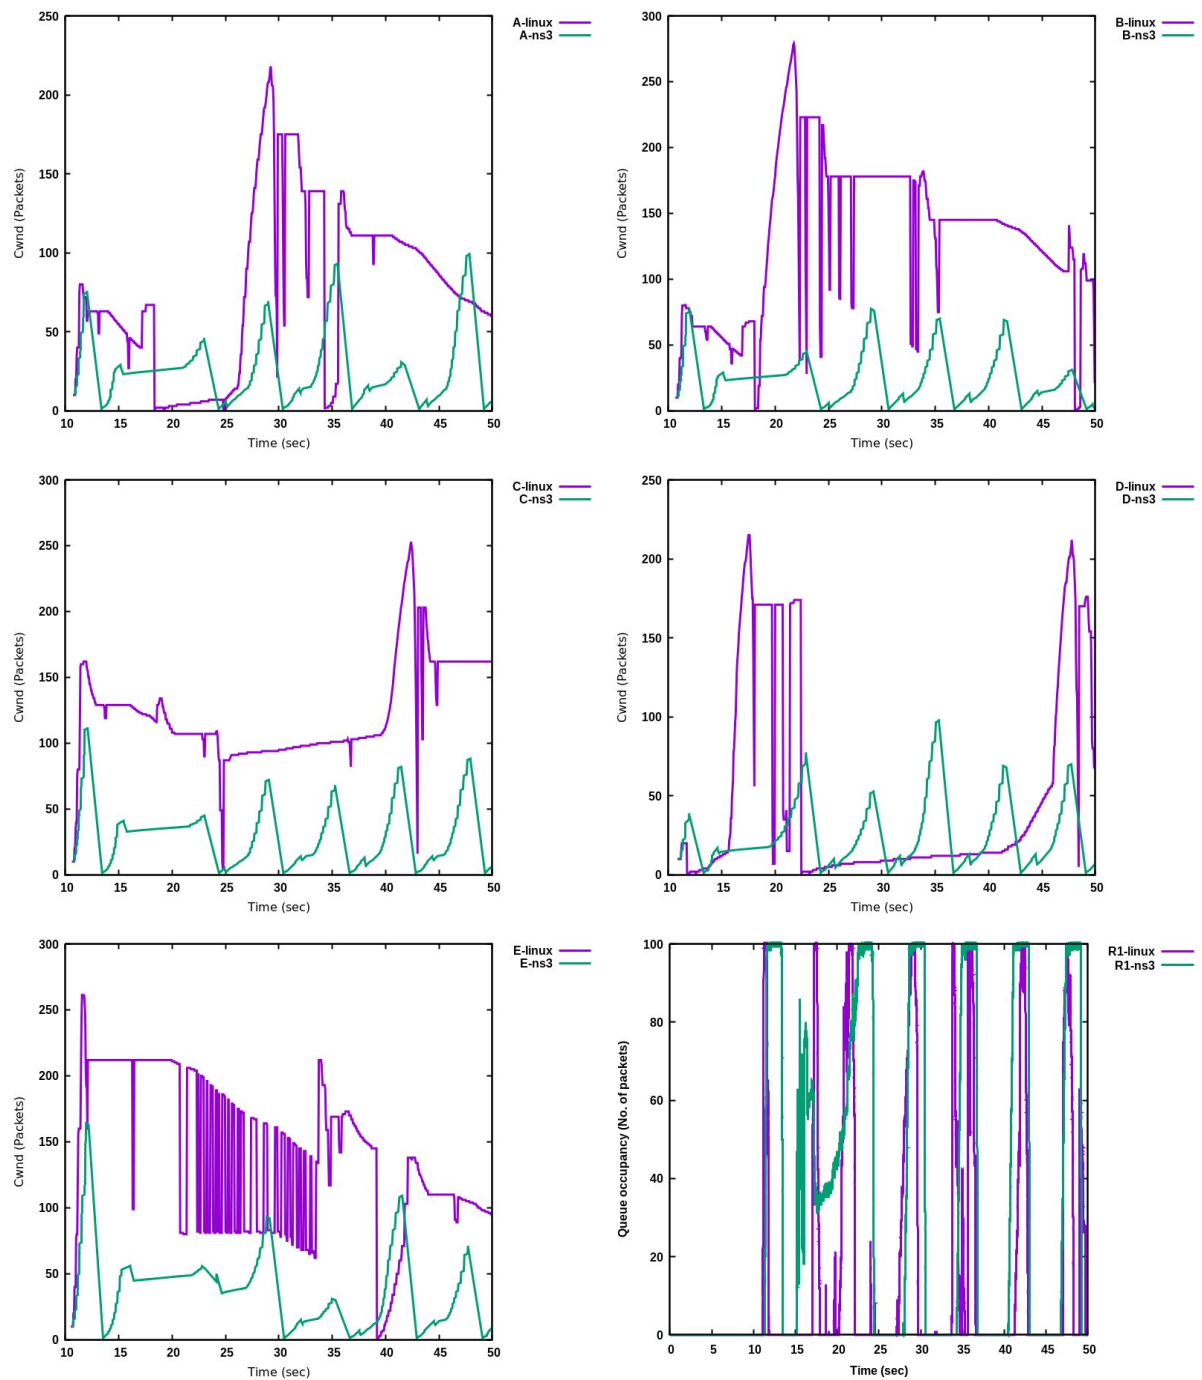 A-linux
A-ns3
Cwnd (Packets)
250
200
150
100
50
0
10 15 20 25 30 35 40 45 50
Time (sec)
B-linux
B-ns3
Cwnd (Packets)
300
250
200
150
100
50
0
10 15 20 25 30 35 40 45 50
Time (sec)
C-linux
C-ns3
Cwnd (Packets)
300
250
200
150
100
50
0
10 15 20 25 30 35 40 45 50
Time (sec)
D-linux
D-ns3
Cwnd (Packets)
250
200
150
100
50
0
10 15 20 25 30 35 40 45 50
Time (sec)
E-linux
E-ns3
Cwnd (Packets)
300
250
200
150
100
50
0
10 15 20 25 30 35 40 45 50
Time (sec)
R1-linux
R1-ns3
Queue occupancy (No. of packets)
100
80
60
40
20
0
0 5 10 15 20 25 30 35 40 45 50
Time (sec)